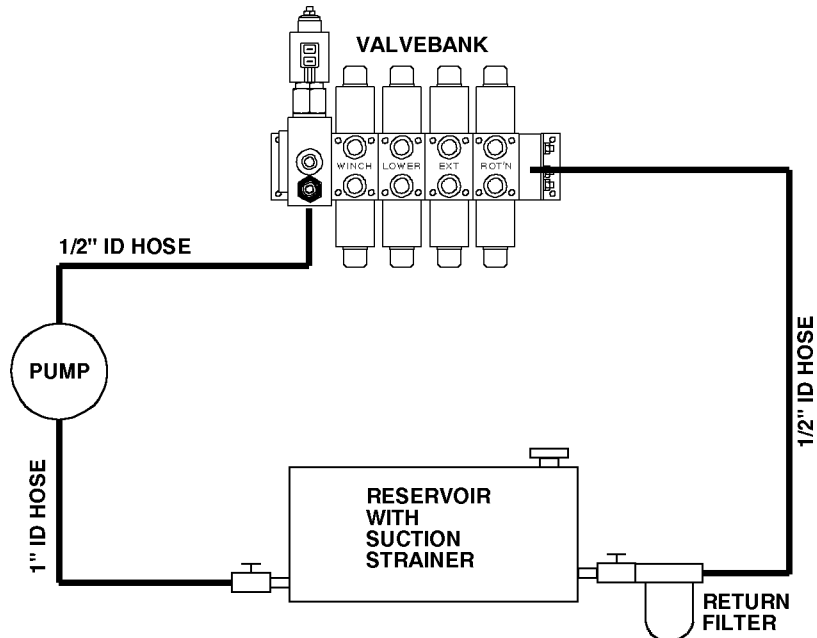 VALVEBANK
WINCH LOWER EXT ROT'N
1/2" ID HOSE
PUMP
1/2" ID HOSE
1" ID HOSE
RESERVOIR
WITH
SUCTION
STRAINER
RETURN
FILTER